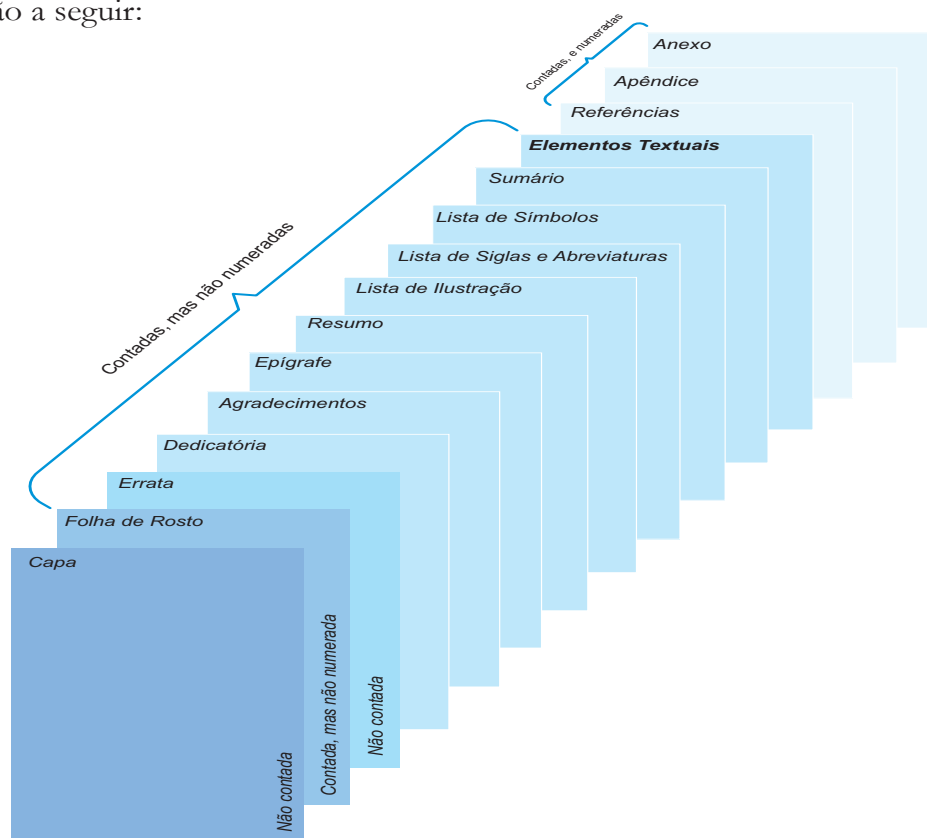 ão a seguir:
Contadas, e numeradas
Anexo
Apêndice
Referências
Elementos Textuais
Sumário
Lista de Símbolos
Lista de Siglas e Abreviaturas
Lista de Ilustração
Resumo
Epígrafe
Agradecimentos
Dedicatória
Errata
Folha de Rosto
Capa
Contadas, mas não numeradas
Não contada
Contada, mas não numerada
Não contada